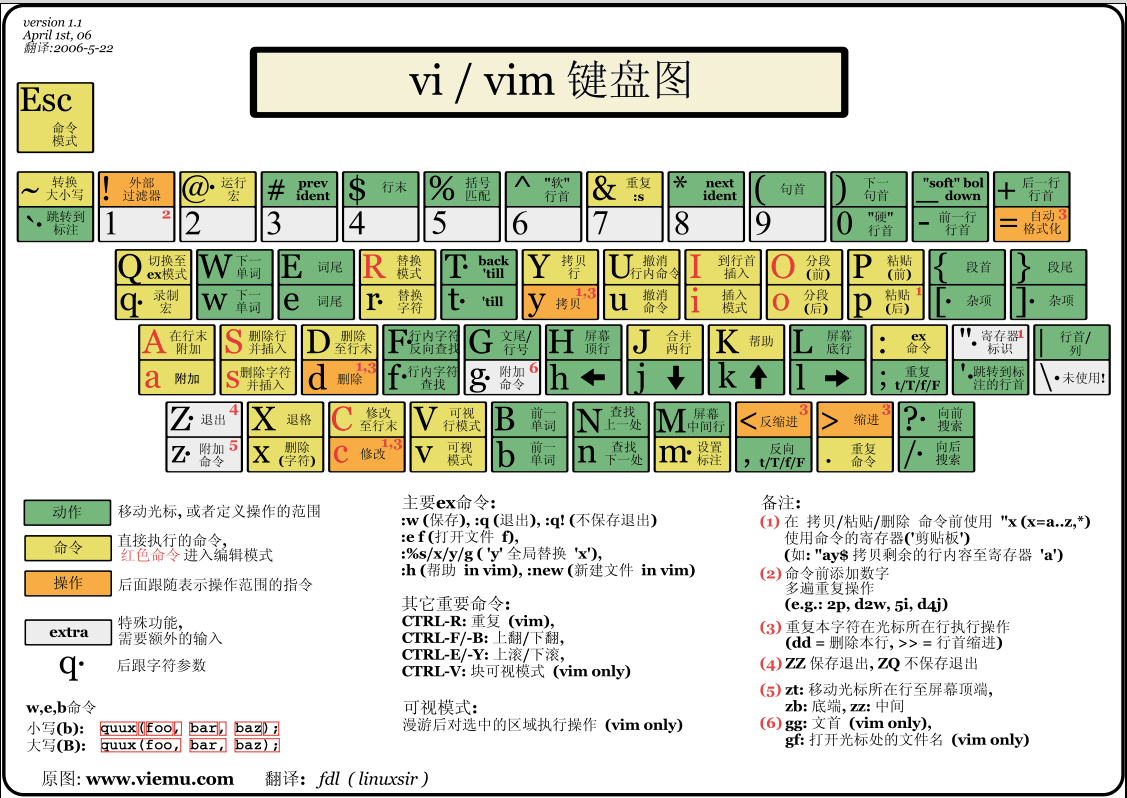 version 1.1
April 1st, 06
翻译:2006-5-22
vi / vim 键盘图
Esc 命令模式
~ 转换大小写
! 外部过滤器
@· 运行宏
# prev ident
$ 行末
% 括号匹配
^ "软"行首
& 重复 :s
* next ident
( 句首
) 下一句首
_ "soft" bol down
+ 后一行行首
`· 跳转到标注
1 2
2
3
4
5
6
7
8
9
0 "硬"行首
- 前一行行首
= 自动格式化 3
Q 切换至ex模式
W 下一单词
E 词尾
R 替换模式
T· back 'till
Y 拷贝行
U 撤消行内命令
I 到行首插入
O 分段(前)
P 粘贴(前)
{ 段首
} 段尾
q· 录制宏
w 下一单词
e 词尾
r· 替换字符
t· 'till
y 拷贝 1,3
u 撤消命令
i 插入模式
o 分段(后)
p 粘贴(后) 1
[· 杂项
]· 杂项
A 在行末附加
S 删除行并插入
D 删除至行末
F· 行内字符反向查找
G 文尾/行号
H 屏幕顶行
J 合并两行
K 帮助
L 屏幕底行
: ex命令
"· 寄存器标识 1
| 行首/列
a 附加
s 删除字符并插入
d 删除 1,3
f· 行内字符查找
g· 附加命令 6
h ←
j ↓
k ↑
l →
; 重复 t/T/f/F
'· 跳转到标注的行首
\· 未使用!
Z· 退出 4
X 退格
C 修改至行末
V 可视行模式
B 前一单词
N 查找上一处
M 屏幕中间行
< 反缩进 3
> 缩进 3
?· 向前搜索
z· 附加命令 5
x 删除(字符)
c 修改 1,3
v 可视模式
b 前一单词
n 查找下一处
m· 设置标注
, 反向 t/T/f/F
. 重复命令
/· 向后搜索
动作 移动光标, 或者定义操作的范围
命令 直接执行的命令,
红色命令 进入编辑模式
操作 后面跟随表示操作范围的指令
extra 特殊功能,
需要额外的输入
q· 后跟字符参数
w,e,b命令
小写(b): quux(foo, bar, baz);
大写(B): quux(foo, bar, baz);
主要ex命令:
:w (保存), :q (退出), :q! (不保存退出)
:e f (打开文件 f),
:%s/x/y/g ( 'y' 全局替换 'x'),
:h (帮助 in vim), :new (新建文件 in vim)
其它重要命令:
CTRL-R: 重复 (vim),
CTRL-F/-B: 上翻/下翻,
CTRL-E/-Y: 上滚/下滚,
CTRL-V: 块可视模式 (vim only)
可视模式:
漫游后对选中的区域执行操作 (vim only)
备注:
(1) 在 拷贝/粘贴/删除 命令前使用 "x (x=a..z,*)
使用命令的寄存器('剪贴板')
(如: "ay$ 拷贝剩余的行内容至寄存器 'a')
(2) 命令前添加数字
多遍重复操作
(e.g.: 2p, d2w, 5i, d4j)
(3) 重复本字符在光标所在行执行操作
(dd = 删除本行, >> = 行首缩进)
(4) ZZ 保存退出, ZQ 不保存退出
(5) zt: 移动光标所在行至屏幕顶端,
zb: 底端, zz: 中间
(6) gg: 文首 (vim only),
gf: 打开光标处的文件名 (vim only)
原图: www.viemu.com 翻译: fdl ( linuxsir )